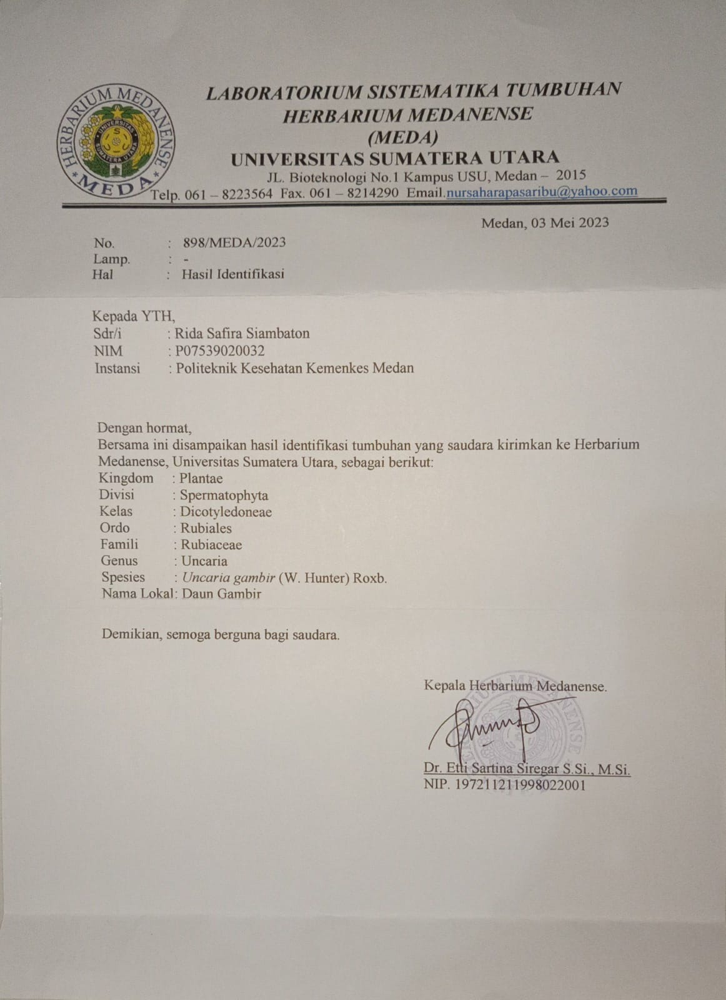 HERBARIUM MEDANENSE
UNIVERSITAS
SUMATERA UTARA
* MEDA *
LABORATORIUM SISTEMATIKA TUMBUHAN
HERBARIUM MEDANENSE
(MEDA)
UNIVERSITAS SUMATERA UTARA
JL. Bioteknologi No.1 Kampus USU, Medan – 2015
Telp. 061 – 8223564 Fax. 061 – 8214290 Email.nursaharapasaribu@yahoo.com
Medan, 03 Mei 2023
No. : 898/MEDA/2023
Lamp. : -
Hal : Hasil Identifikasi
Kepada YTH,
Sdr/i : Rida Safira Siambaton
NIM : P07539020032
Instansi : Politeknik Kesehatan Kemenkes Medan
Dengan hormat,
Bersama ini disampaikan hasil identifikasi tumbuhan yang saudara kirimkan ke Herbarium
Medanense, Universitas Sumatera Utara, sebagai berikut:
Kingdom : Plantae
Divisi : Spermatophyta
Kelas : Dicotyledoneae
Ordo : Rubiales
Famili : Rubiaceae
Genus : Uncaria
Spesies : Uncaria gambir (W. Hunter) Roxb.
Nama Lokal: Daun Gambir
Demikian, semoga berguna bagi saudara.
Kepala Herbarium Medanense.
HERBARIUM MEDANENSE
Dr. Etti Sartina Siregar S.Si., M.Si.
NIP. 197211211998022001